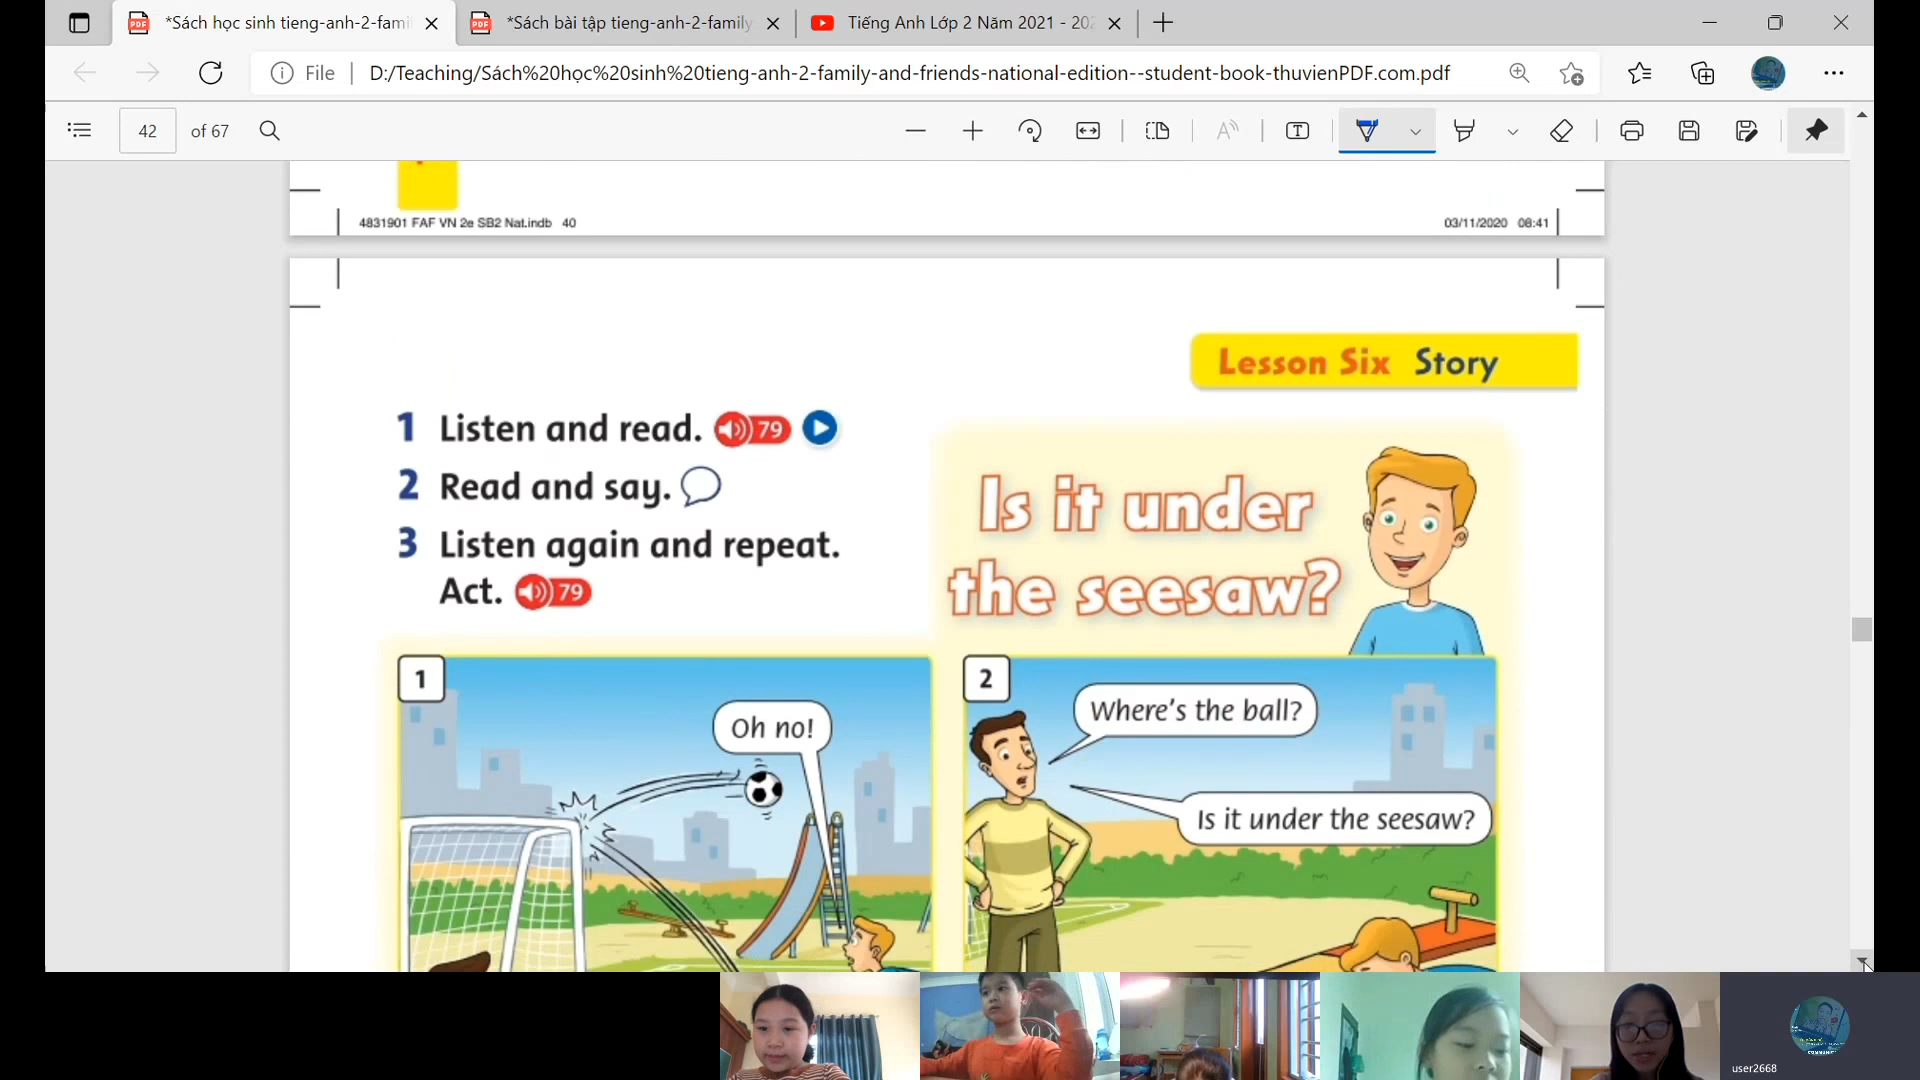 *Sách học sinh tieng-anh-2-fami
*Sách bài tập tieng-anh-2-family
Tiếng Anh Lớp 2 Năm 2021 - 202
File
D:/Teaching/Sách%20học%20sinh%20tieng-anh-2-family-and-friends-national-edition--student-book-thuvienPDF.com.pdf
42 of 67
4831901 FAF VN 2e SB2 Nat.indb 40
03/11/2020 08:41
Lesson Six Story
1 Listen and read. 79
2 Read and say.
3 Listen again and repeat.
Act. 79
Is it under
the seesaw?
1
Oh no!
2
Where's the ball?
Is it under the seesaw?
user2668